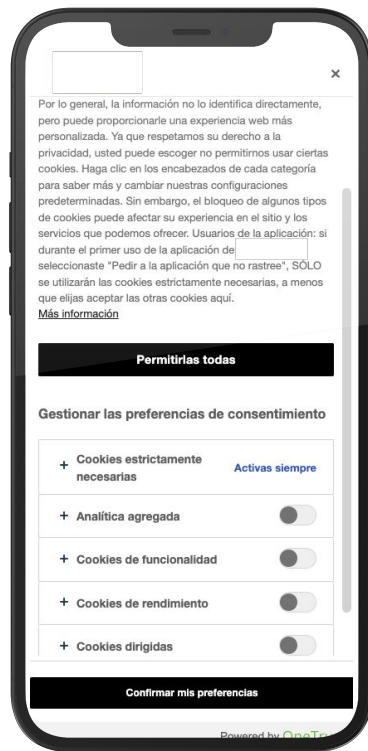 ×
Por lo general, la información no lo identifica directamente,
pero puede proporcionarle una experiencia web más
personalizada. Ya que respetamos su derecho a la
privacidad, usted puede escoger no permitirnos usar ciertas
cookies. Haga clic en los encabezados de cada categoría
para saber más y cambiar nuestras configuraciones
predeterminadas. Sin embargo, el bloqueo de algunos tipos
de cookies puede afectar su experiencia en el sitio y los
servicios que podemos ofrecer. Usuarios de la aplicación: si
durante el primer uso de la aplicación de
seleccionaste "Pedir a la aplicación que no rastree", SÓLO
se utilizarán las cookies estrictamente necesarias, a menos
que elijas aceptar las otras cookies aquí.
Más información
Permitirlas todas
Gestionar las preferencias de consentimiento
+ Cookies estrictamente
necesarias
Activas siempre
+ Analítica agregada
+ Cookies de funcionalidad
+ Cookies de rendimiento
+ Cookies dirigidas
Confirmar mis preferencias
Powered by OneTru